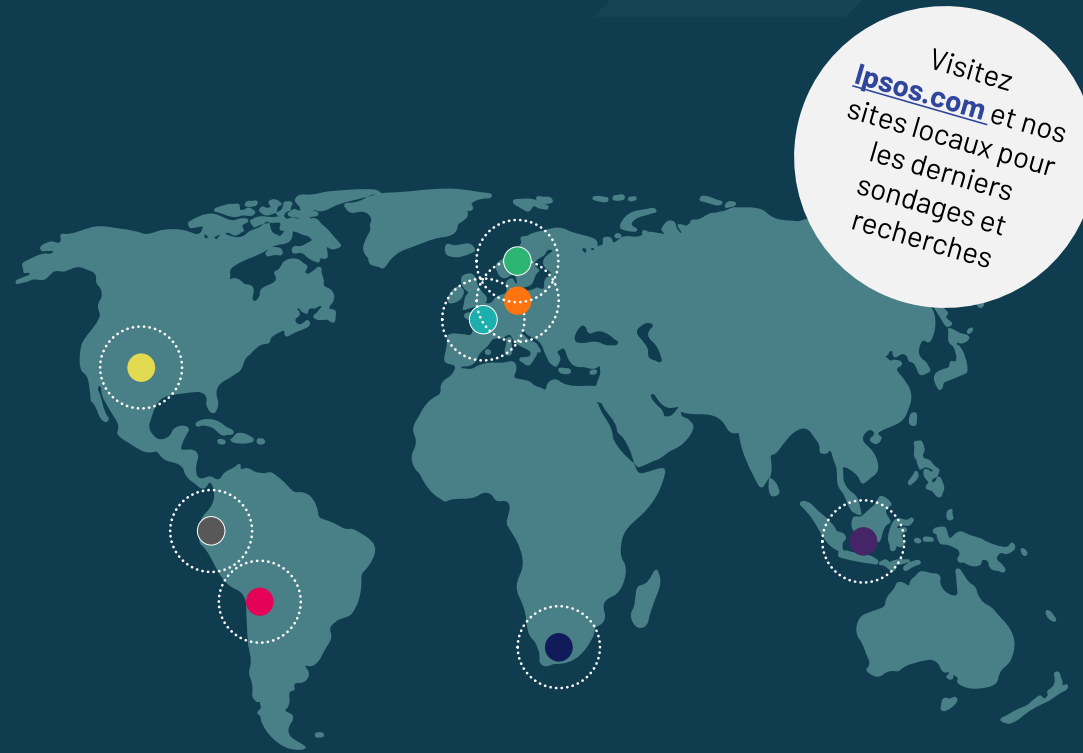 Visitez
Ipsos.com et nos
sites locaux pour
les derniers
sondages et
recherches